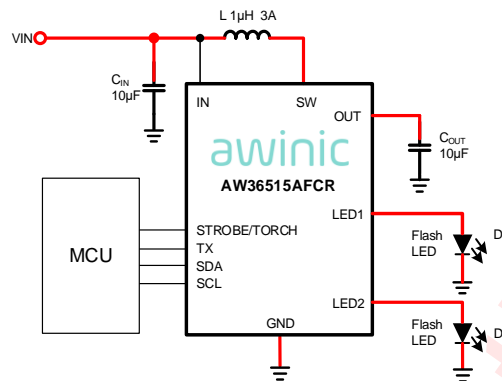 L 1µH 3A
VIN
CIN
10µF
IN
SW
OUT
awinic
COUT
10µF
AW36515AFCR
LED1
STROBE/TORCH
MCU
TX
SDA
SCL
Flash
LED
D
LED2
GND
Flash
LED
D